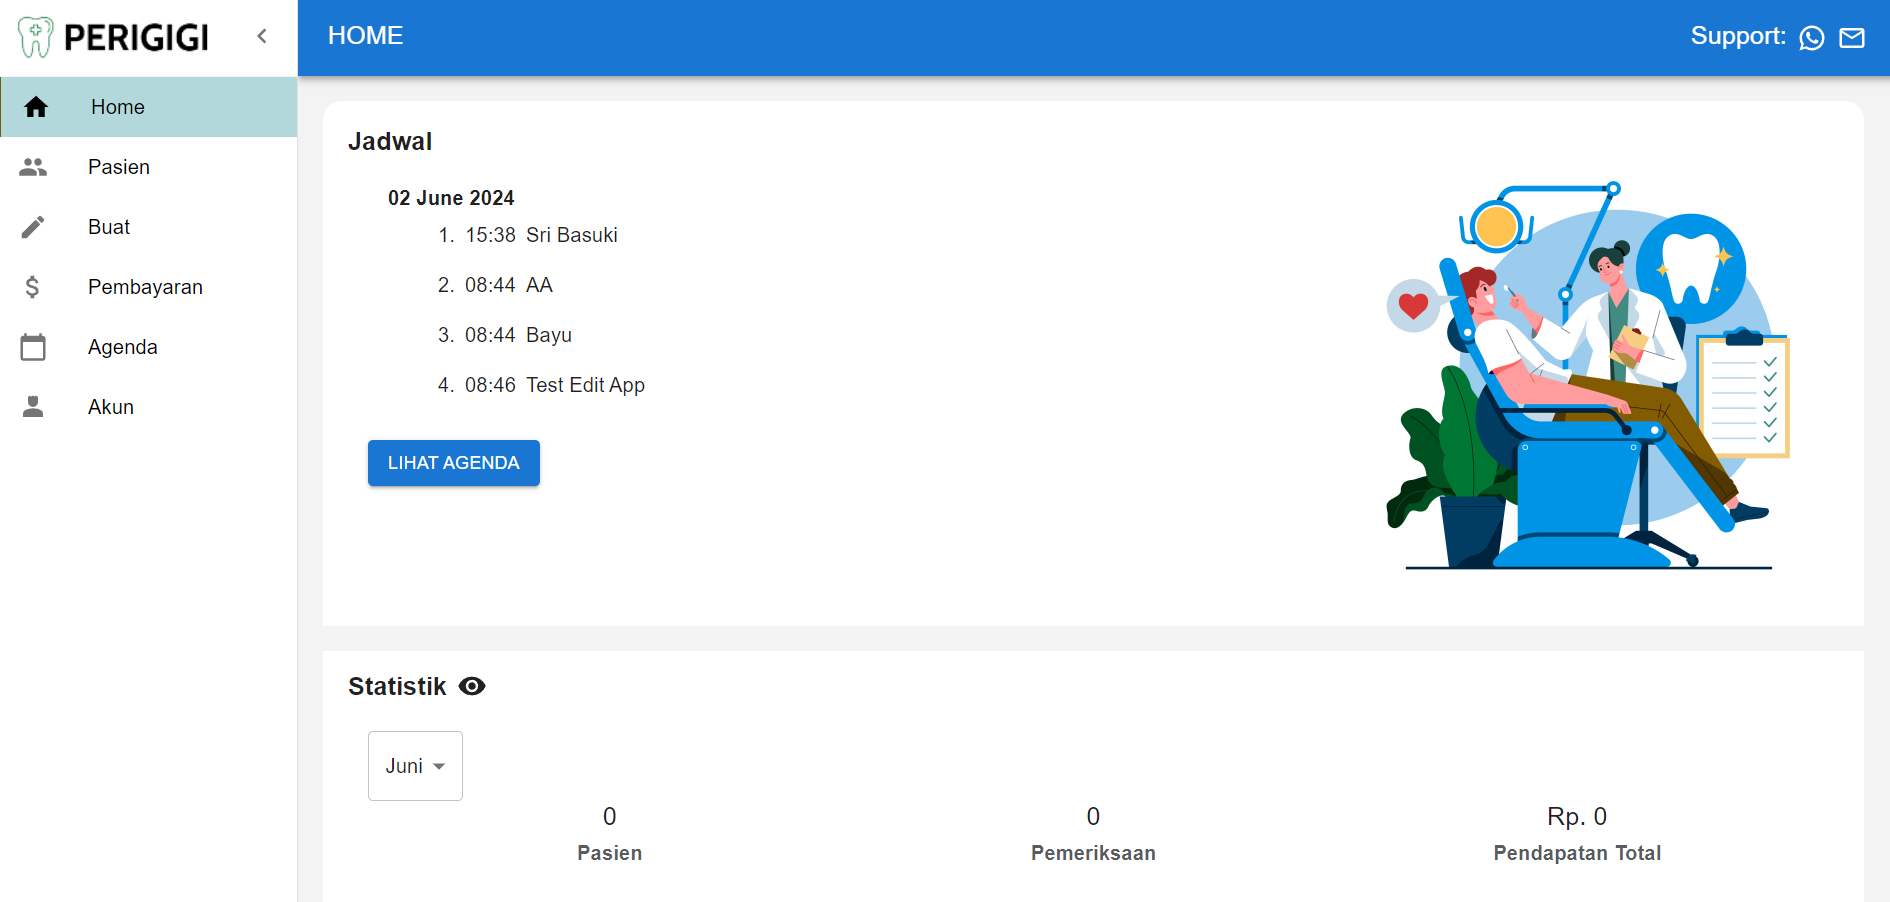 PERIGIGI
HOME
Support:
Home
Pasien
Buat
Pembayaran
Agenda
Akun
Jadwal
02 June 2024
1. 15:38 Sri Basuki
2. 08:44 AA
3. 08:44 Bayu
4. 08:46 Test Edit App
LIHAT AGENDA
Statistik
Juni
0
Pasien
0
Pemeriksaan
Rp. 0
Pendapatan Total